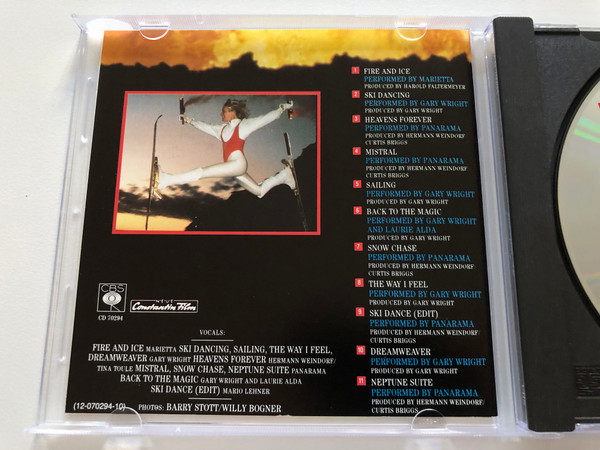 1 FIRE AND ICE
PERFORMED BY MARIETTA
PRODUCED BY HAROLD FALTERMEYER
2 SKI DANCING
PERFORMED BY GARY WRIGHT
PRODUCED BY GARY WRIGHT
3 HEAVENS FOREVER
PERFORMED BY PANARAMA
PRODUCED BY HERMANN WEINDORF/
CURTIS BRIGGS
4 MISTRAL
PERFORMED BY PANARAMA
PRODUCED BY HERMANN WEINDORF/
CURTIS BRIGGS
5 SAILING
PERFORMED BY GARY WRIGHT
PRODUCED BY GARY WRIGHT
6 BACK TO THE MAGIC
PERFORMED BY GARY WRIGHT
AND LAURIE ALDA
PRODUCED BY GARY WRIGHT
7 SNOW CHASE
PERFORMED BY PANARAMA
PRODUCED BY HERMANN WEINDORF/
CURTIS BRIGGS
8 THE WAY I FEEL
PERFORMED BY GARY WRIGHT
PRODUCED BY GARY WRIGHT
9 SKI DANCE (EDIT)
PERFORMED BY PANARAMA
PRODUCED BY HERMANN WEINDORF/
CURTIS BRIGGS
10 DREAMWEAVER
PERFORMED BY GARY WRIGHT
PRODUCED BY GARY WRIGHT
11 NEPTUNE SUITE
PERFORMED BY PANARAMA
PRODUCED BY HERMANN WEINDORF/
CURTIS BRIGGS
CBS
CD 70294
Constantin Film
VOCALS:
FIRE AND ICE MARIETTA SKI DANCING, SAILING, THE WAY I FEEL,
DREAMWEAVER GARY WRIGHT HEAVENS FOREVER HERMANN WEINDORF/
TINA TOULE MISTRAL, SNOW CHASE, NEPTUNE SUITE PANARAMA
BACK TO THE MAGIC GARY WRIGHT AND LAURIE ALDA
SKI DANCE (EDIT) MARIO LEHNER
(12-070294-10) PHOTOS: BARRY STOTT/WILLY BOGNER